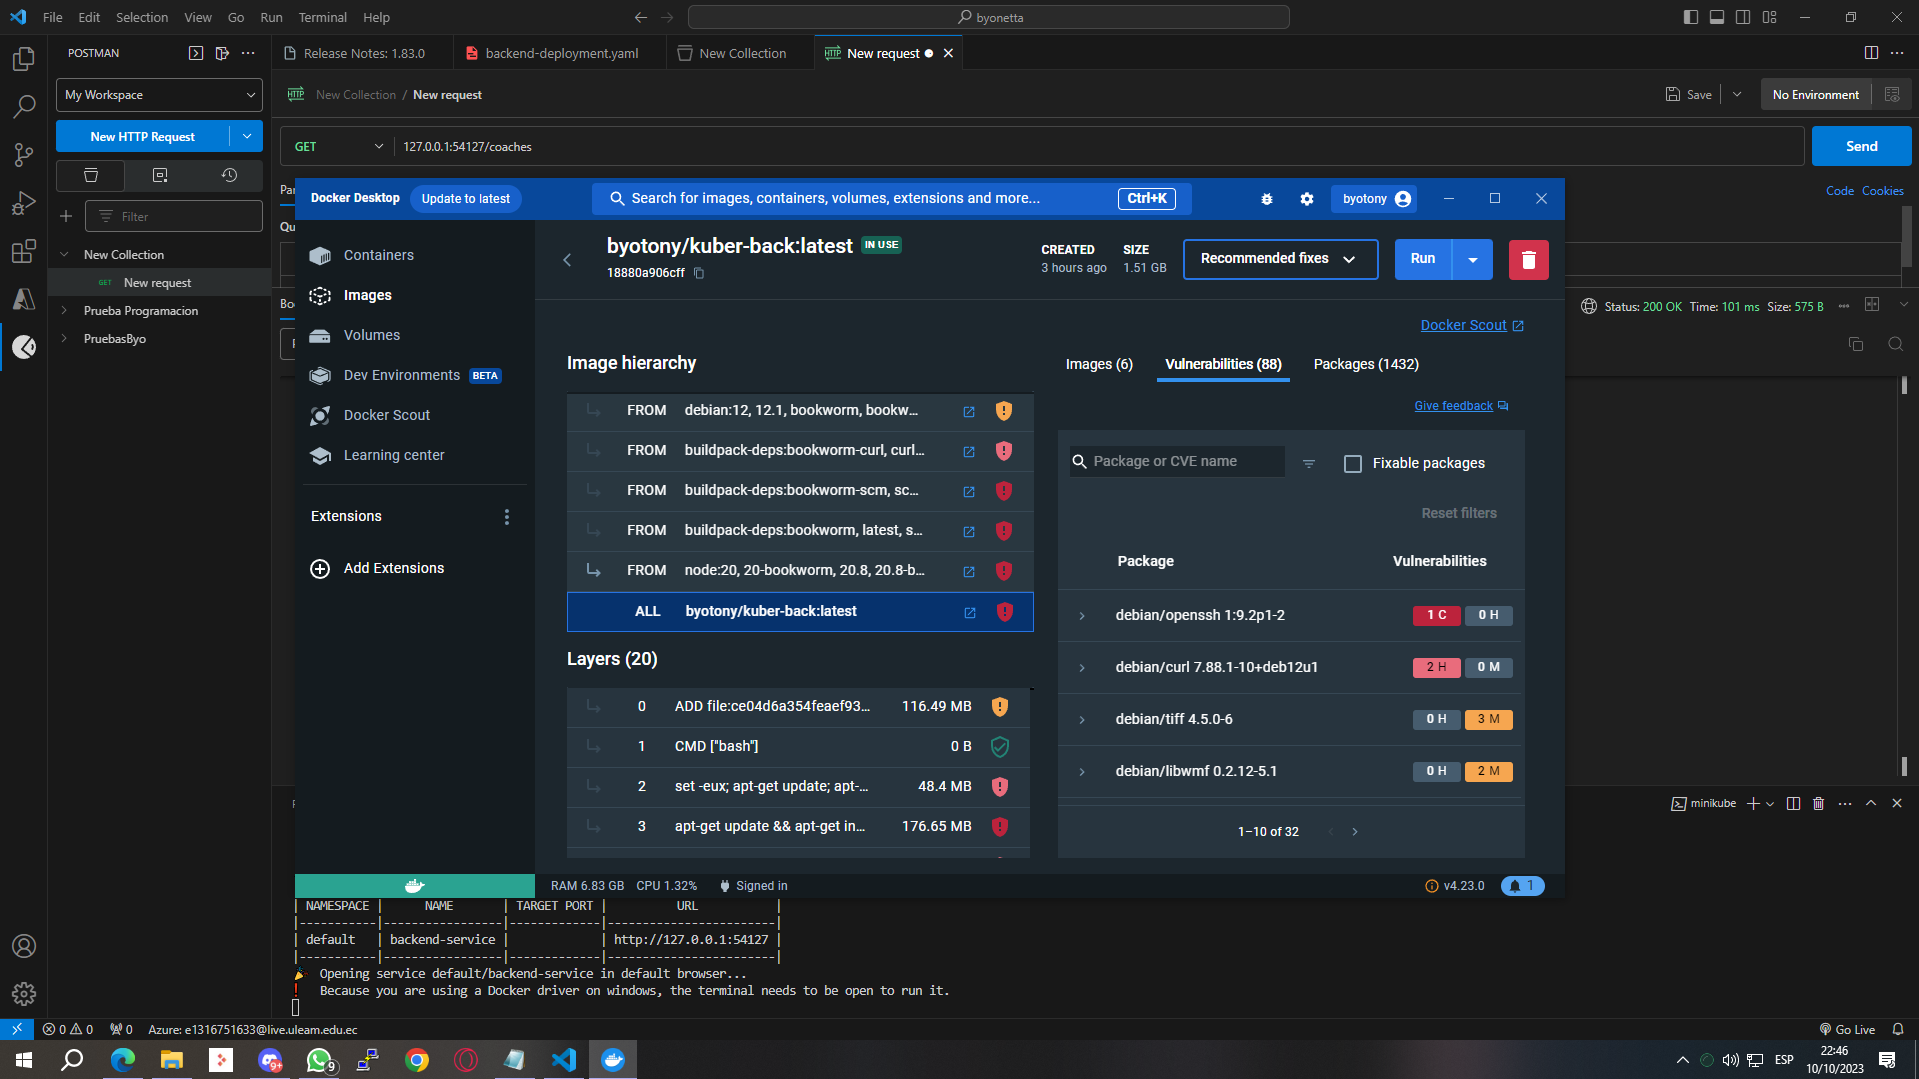 File Edit Selection View Go Run Terminal Help
byonetta
POSTMAN
Release Notes: 1.83.0
backend-deployment.yaml
New Collection
New request
My Workspace
New Collection / New request
Save
No Environment
New HTTP Request
GET
127.0.0.1:54127/coaches
Send
Pa
Code Cookies
Filter
Qu
New Collection
GET New request
Prueba Programacion
PruebasByo
Bo
Status: 200 OK Time: 101 ms Size: 575 B
Docker Desktop
Update to latest
Search for images, containers, volumes, extensions and more...
Ctrl+K
byotony
Containers
Images
Volumes
Dev Environments BETA
Docker Scout
Learning center
Extensions
Add Extensions
byotony/kuber-back:latest IN USE
18880a906cff
CREATED
3 hours ago
SIZE
1.51 GB
Recommended fixes
Run
Docker Scout
Image hierarchy
FROM debian:12, 12.1, bookworm, bookw...
FROM buildpack-deps:bookworm-curl, curl...
FROM buildpack-deps:bookworm-scm, sc...
FROM buildpack-deps:bookworm, latest, s...
FROM node:20, 20-bookworm, 20.8, 20.8-b...
ALL byotony/kuber-back:latest
Layers (20)
0 ADD file:ce04d6a354feaef93... 116.49 MB
1 CMD ["bash"] 0 B
2 set -eux; apt-get update; apt-... 48.4 MB
3 apt-get update && apt-get in... 176.65 MB
Images (6)
Vulnerabilities (88)
Packages (1432)
Give feedback
Package or CVE name
Fixable packages
Reset filters
Package Vulnerabilities
debian/openssh 1:9.2p1-2 1 C 0 H
debian/curl 7.88.1-10+deb12u1 2 H 0 M
debian/tiff 4.5.0-6 0 H 3 M
debian/libwmf 0.2.12-5.1 0 H 2 M
1–10 of 32
RAM 6.83 GB CPU 1.32% Signed in
v4.23.0
1
minikube
| NAMESPACE | NAME | TARGET PORT | URL |
|-----------|-----------------|-------------|------------------------|
| default | backend-service | | http://127.0.0.1:54127 |
|-----------|-----------------|-------------|------------------------|
Opening service default/backend-service in default browser...
! Because you are using a Docker driver on windows, the terminal needs to be open to run it.
0 0 0
Azure: e1316751633@live.uleam.edu.ec
Go Live
9+
9
ESP
22:46
10/10/2023